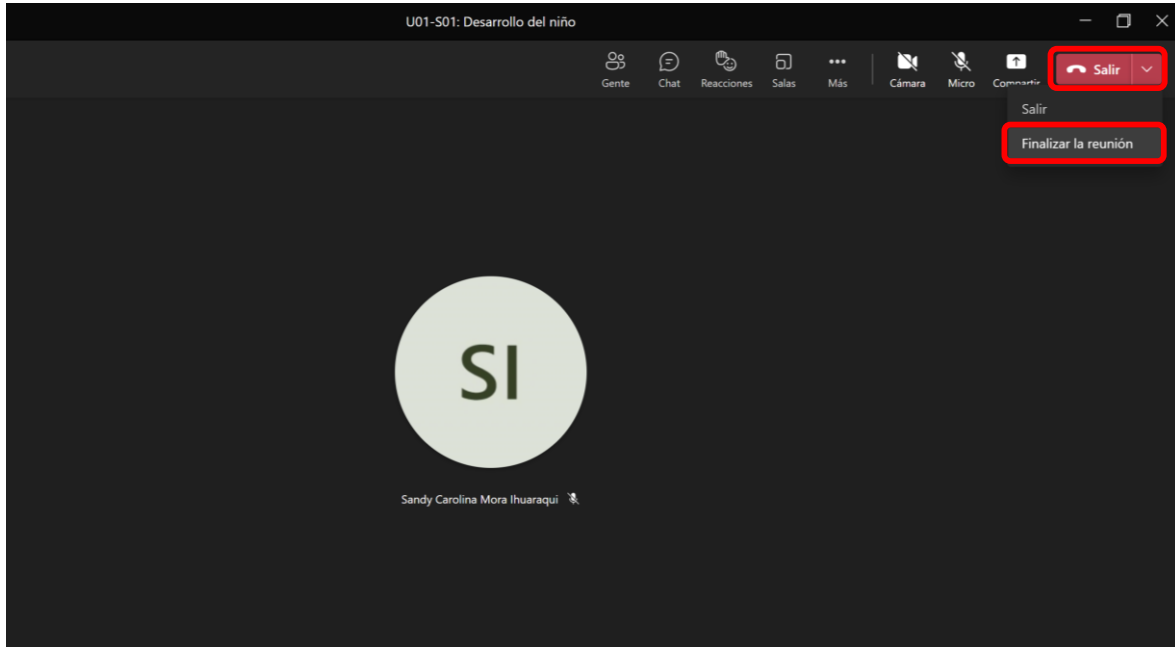 U01-S01: Desarrollo del niño
Gente Chat Reacciones Salas Más Cámara Micro Compartir Salir
Salir
Finalizar la reunión
SI
Sandy Carolina Mora Ihuaraqui